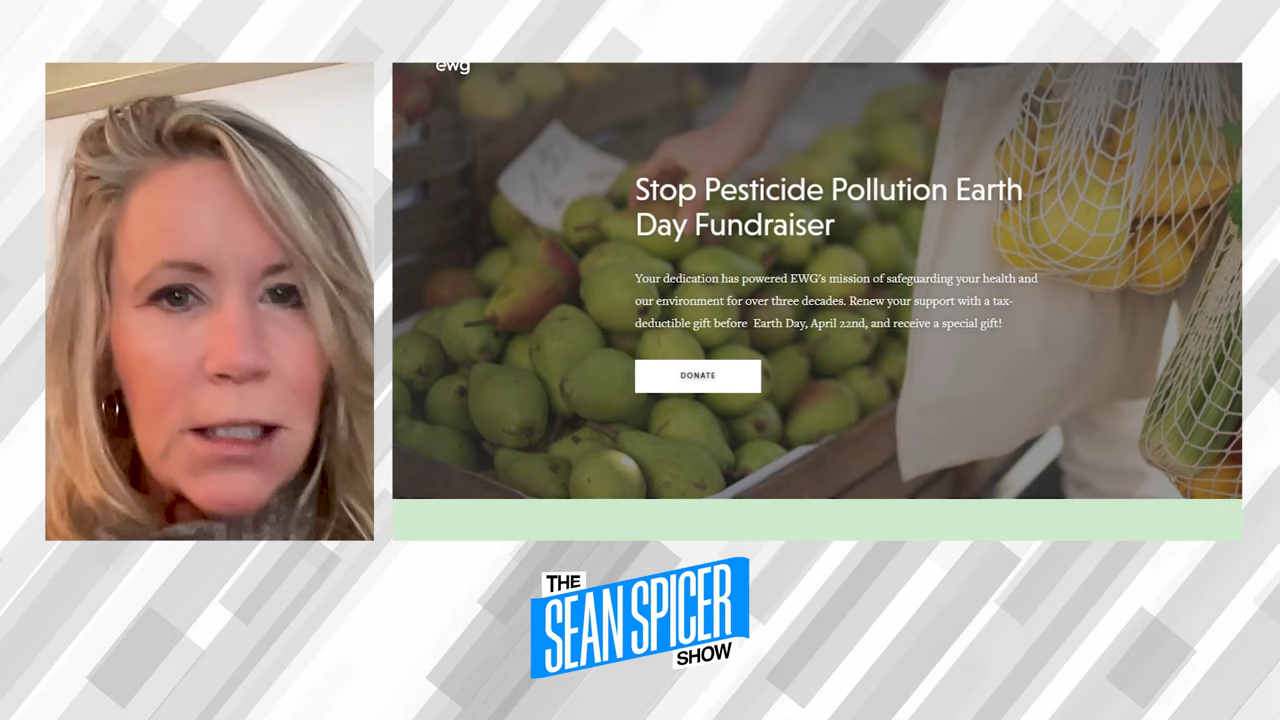 ewg
Stop Pesticide Pollution Earth
Day Fundraiser
Your dedication has powered EWG's mission of safeguarding your health and
our environment for over three decades. Renew your support with a tax-
deductible gift before Earth Day, April 22nd, and receive a special gift!
DONATE
THE
SEAN SPICER
SHOW